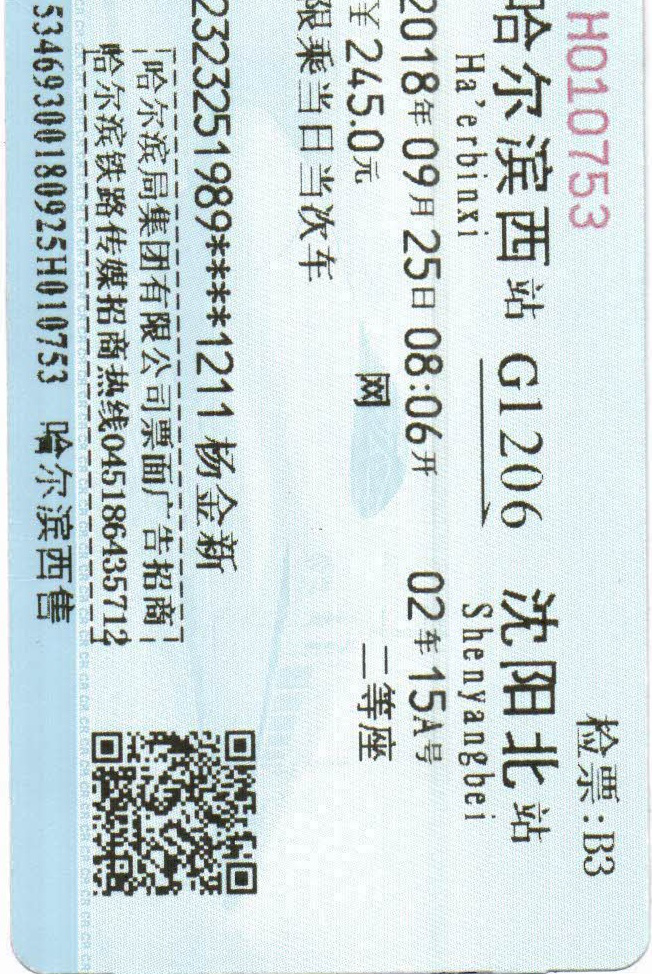 H010753 检票:B3
哈尔滨西站 G1206 沈阳北站
Ha'erbinxi Shenyangbei
2018年09月25日08:06开 02车15A号
￥245.0元 网 二等座
限乘当日当次车
2323251989****1211 杨金新
哈尔滨局集团有限公司票面广告招商
哈尔滨铁路传媒招商热线045186435712
53469300180925H010753 哈尔滨西售